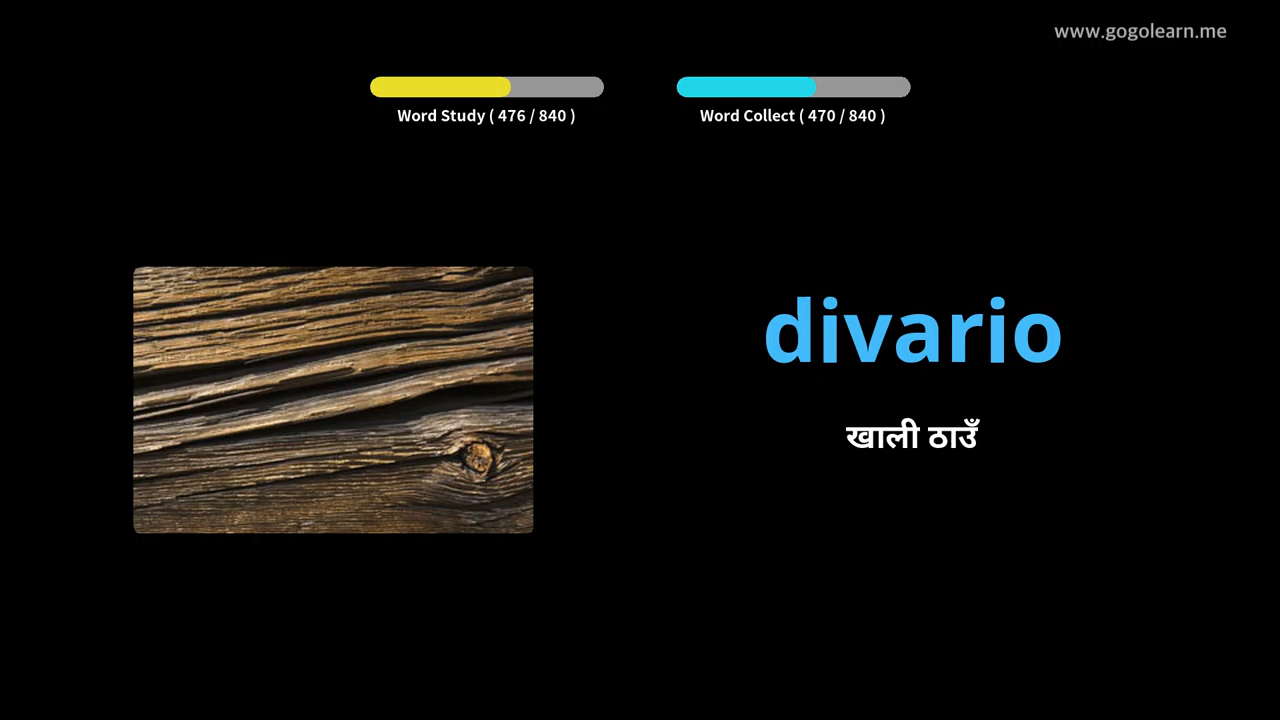 www.gogolearn.me
Word Study ( 476 / 840 )
Word Collect ( 470 / 840 )
divario
खाली ठाउँ